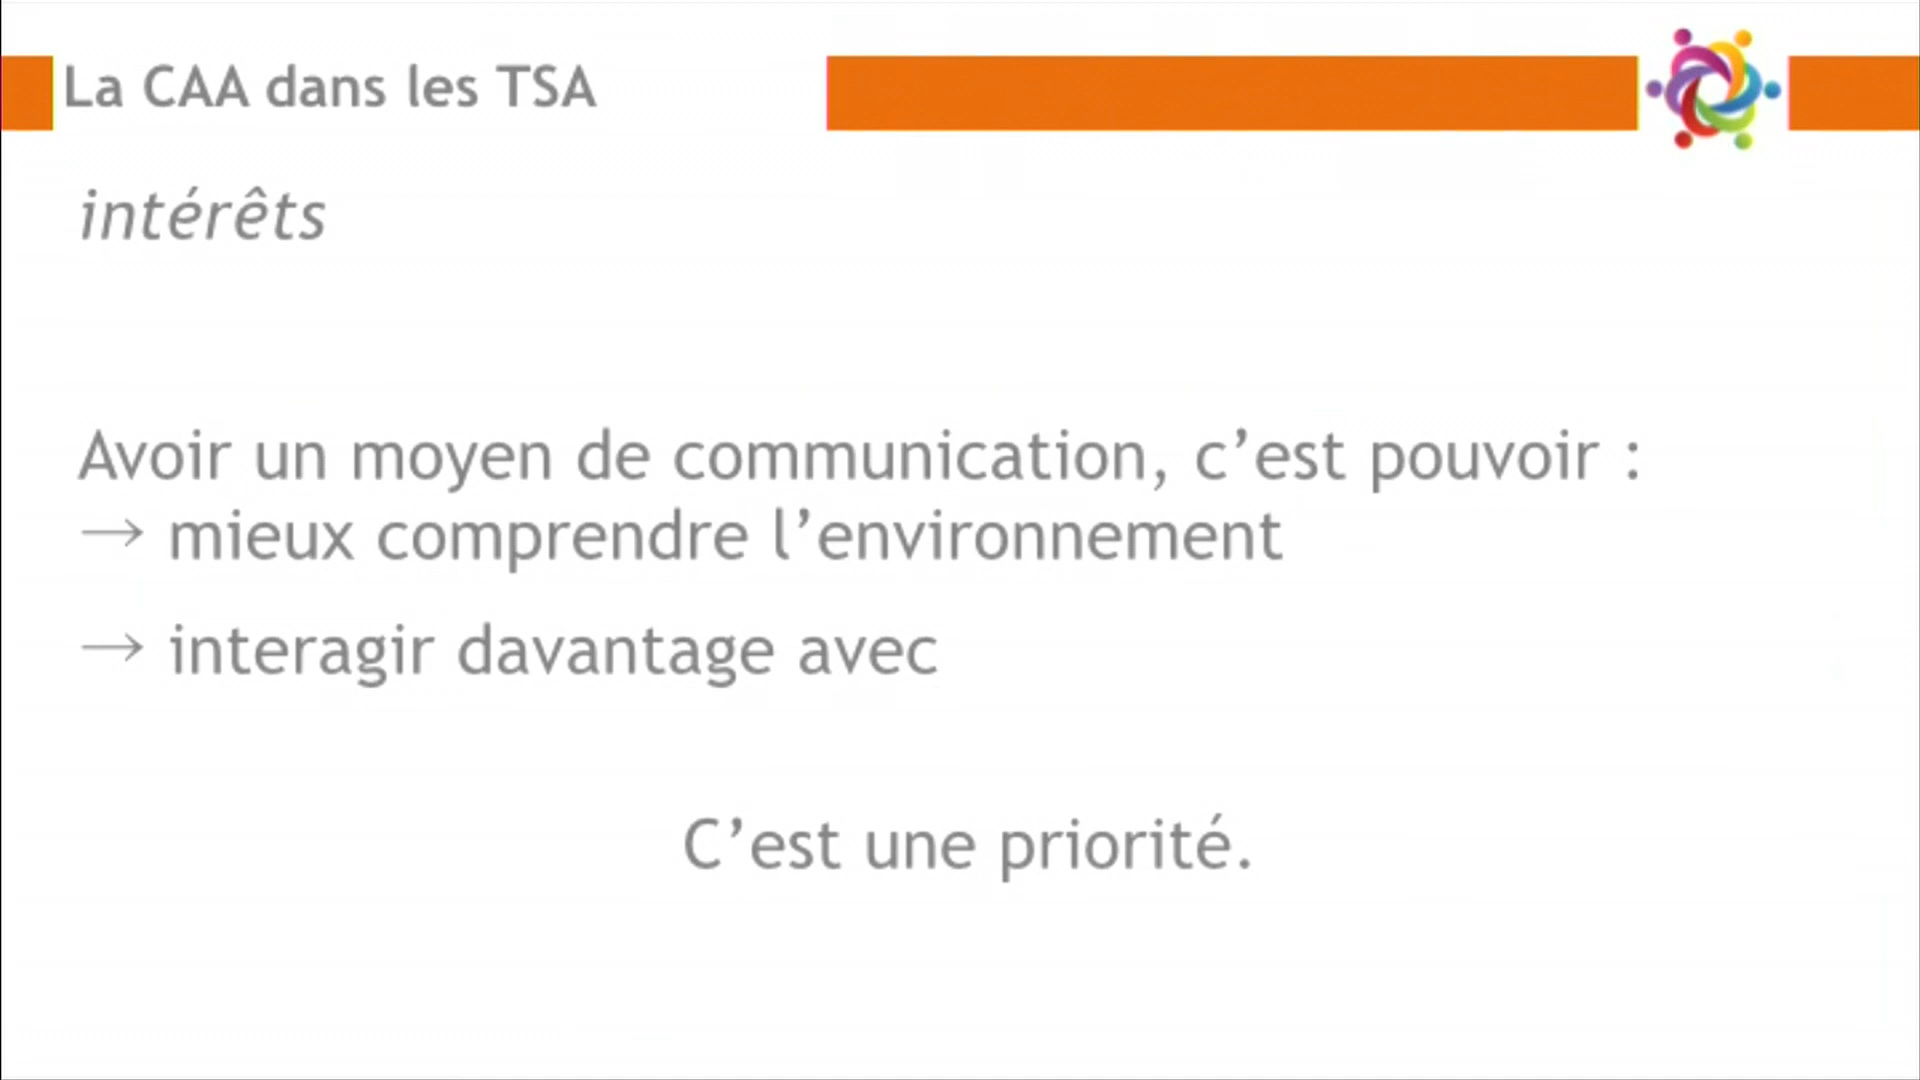 La CAA dans les TSA
intérêts
Avoir un moyen de communication, c’est pouvoir :
→ mieux comprendre l’environnement
→ interagir davantage avec
C’est une priorité.